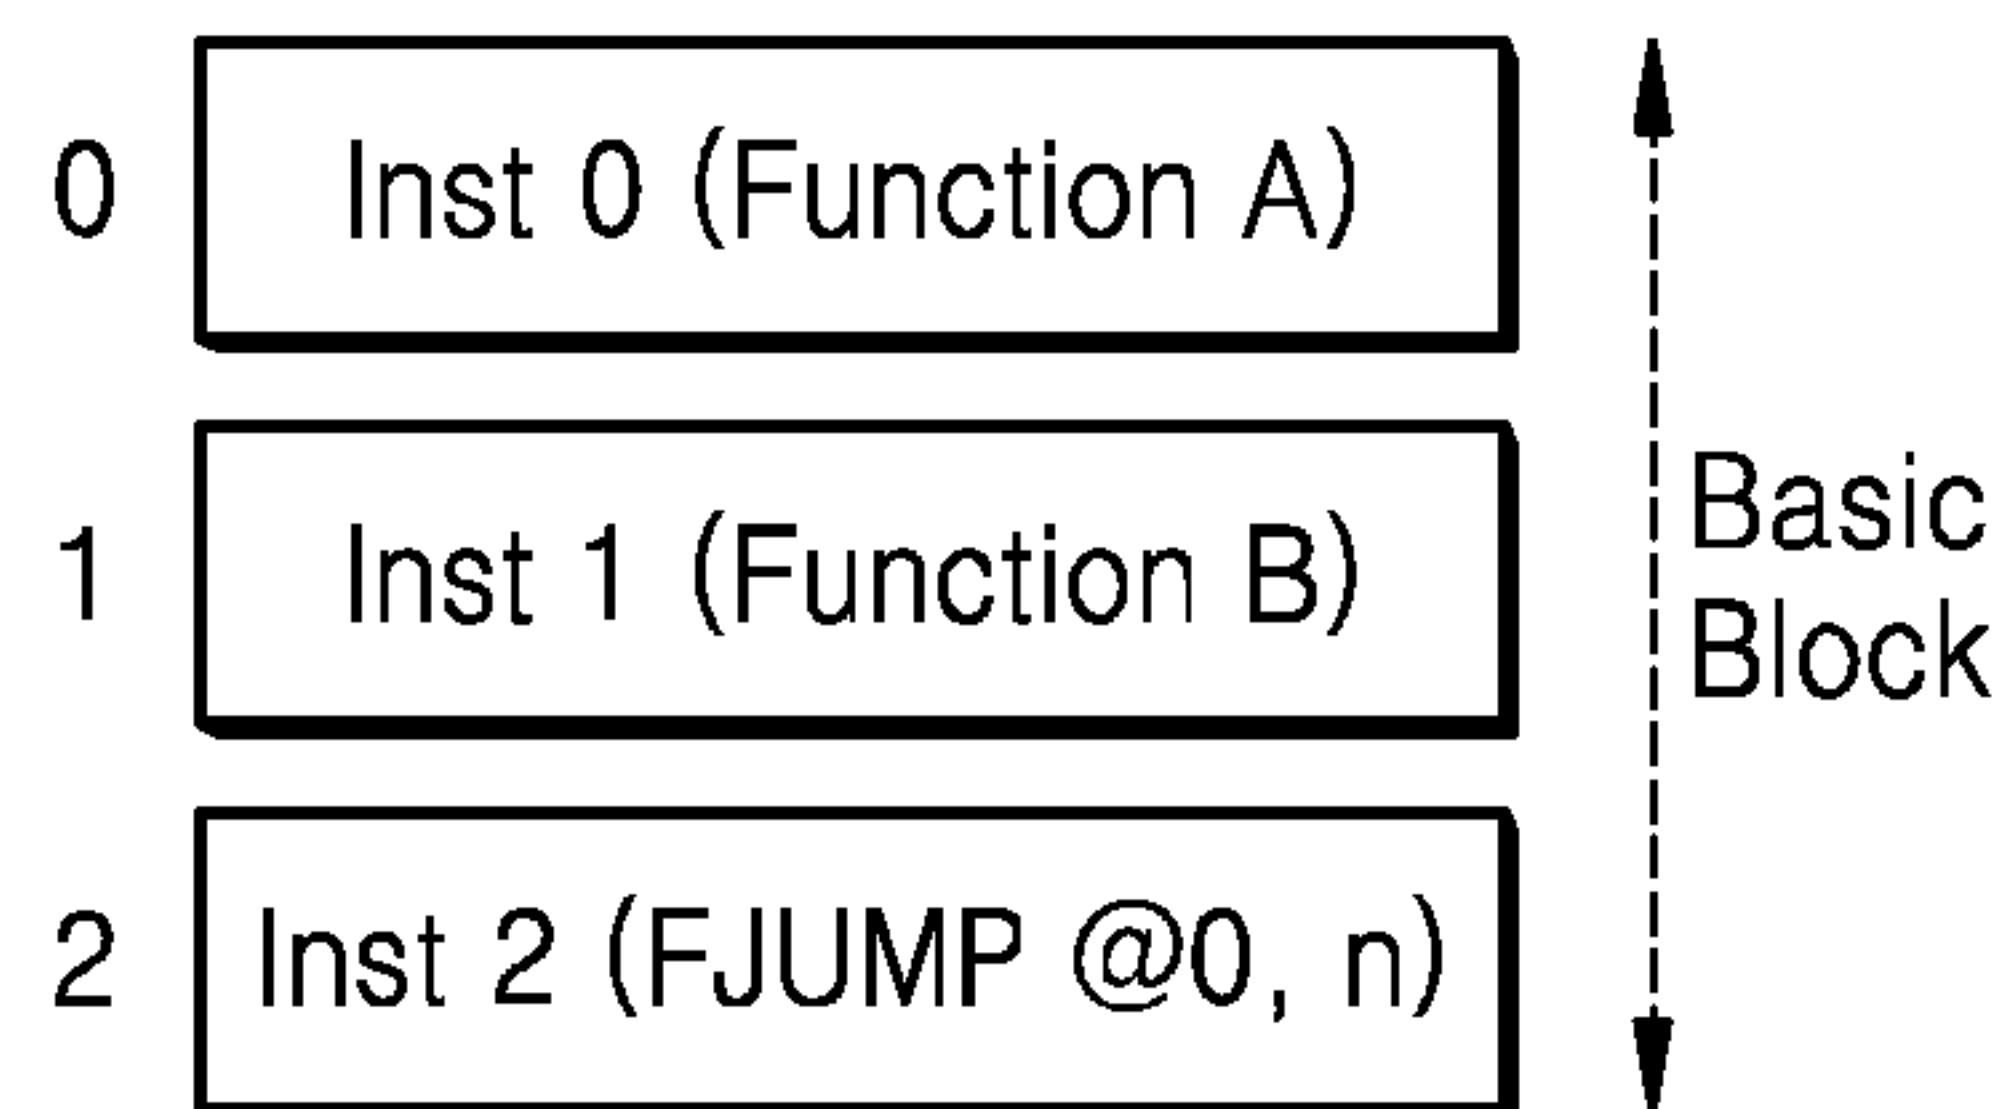 0 Inst 0 (Function A)
1 Inst 1 (Function B)
Basic
Block
2 Inst 2 (FJUMP @0, n)